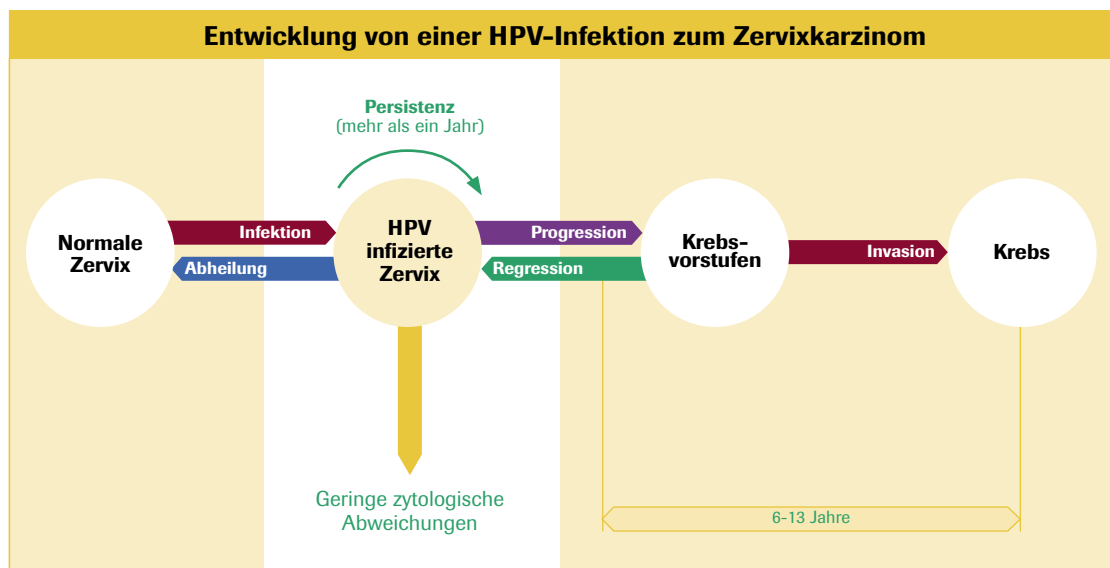 Entwicklung von einer HPV-Infektion zum Zervixkarzinom
Persistenz
(mehr als ein Jahr)
Normale
Zervix
Infektion
Abheilung
HPV
infizierte
Zervix
Progression
Regression
Krebs-
vorstufen
Invasion
Krebs
Geringe zytologische
Abweichungen
6-13 Jahre